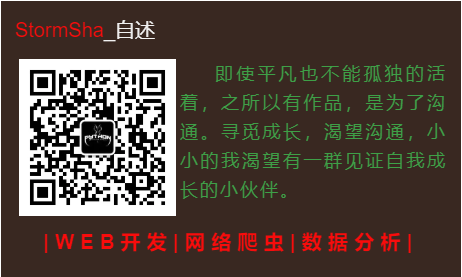 StormSha_自述
即使平凡也不能孤独的活
着，之所以有作品，是为了沟
通。寻觅成长，渴望沟通，小
小的我渴望有一群见证自我成
长的小伙伴。
PYTHON
|WEB开发|网络爬虫|数据分析|